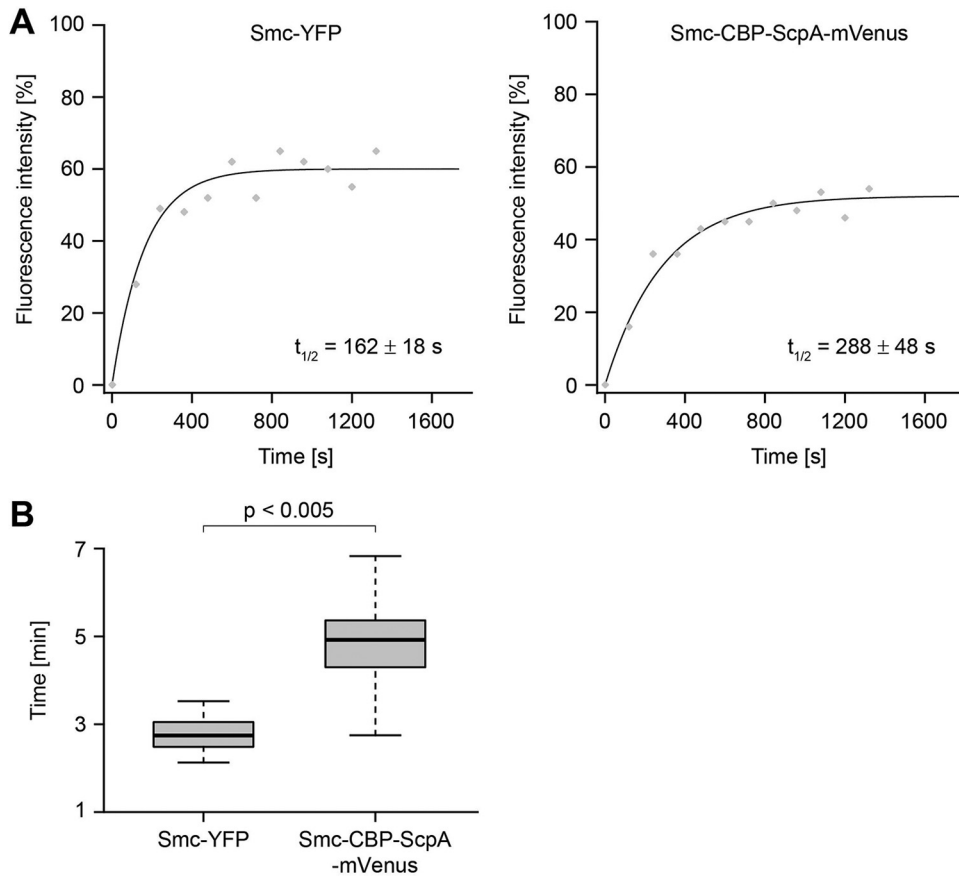 A
Smc-YFP
Smc-CBP-ScpA-mVenus
Fluorescence intensity [%]
100
80
60
40
20
0
t1/2 = 162 ± 18 s
0 400 800 1200 1600
Time [s]
Fluorescence intensity [%]
100
80
60
40
20
0
t1/2 = 288 ± 48 s
0 400 800 1200 1600
Time [s]
B
p < 0.005
Time [min]
7
5
3
1
Smc-YFP
Smc-CBP-ScpA
-mVenus